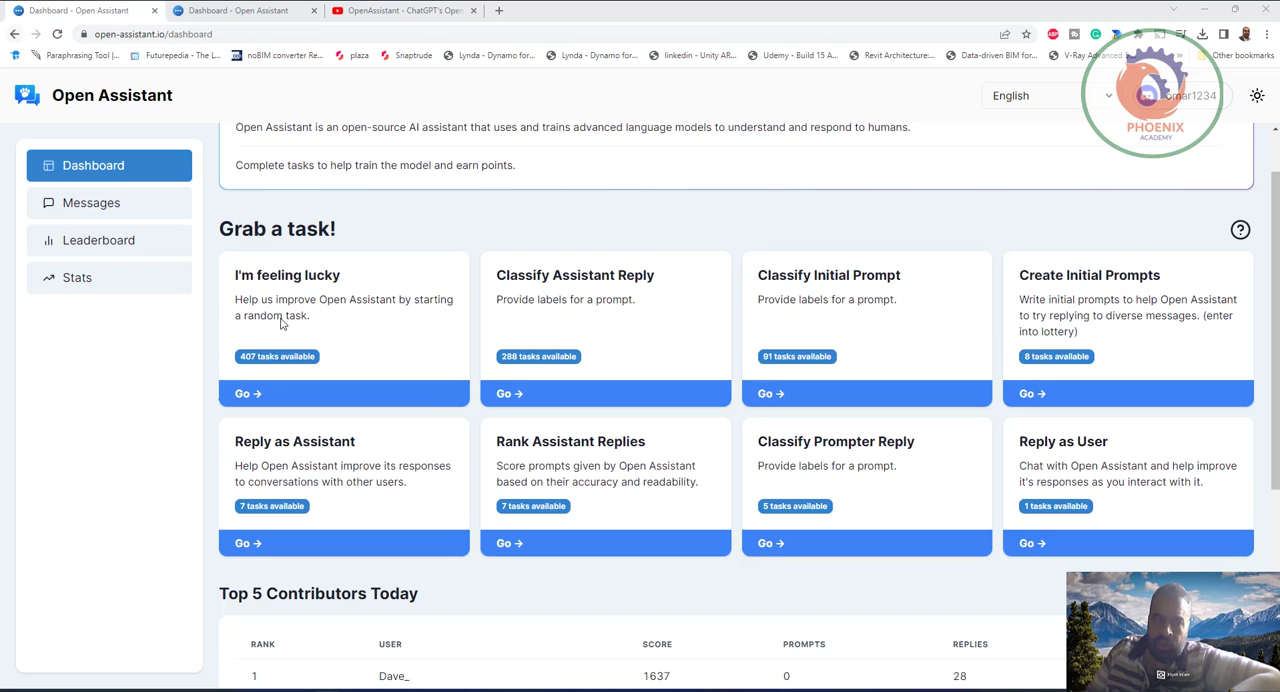 Dashboard - Open Assistant
Dashboard - Open Assistant
OpenAssistant - ChatGPT's Open
open-assistant.io/dashboard
Paraphrasing Tool |
Futurepedia - The L...
noBIM converter Re...
plaza
Snaptrude
Lynda - Dynamo for...
Lynda - Dynamo for...
linkedin - Unity AR...
Udemy - Build 15 A...
Revit Architecture:...
Data-driven BIM for...
V-Ray Advanced S
Other bookmarks
Open Assistant
English
omar1234
PHOENIX
ACADEMY
Dashboard
Messages
Leaderboard
Stats
Open Assistant is an open-source AI assistant that uses and trains advanced language models to understand and respond to humans.
Complete tasks to help train the model and earn points.
Grab a task!
I'm feeling lucky
Help us improve Open Assistant by starting
a random task.
407 tasks available
Go →
Classify Assistant Reply
Provide labels for a prompt.
288 tasks available
Go →
Classify Initial Prompt
Provide labels for a prompt.
91 tasks available
Go →
Create Initial Prompts
Write initial prompts to help Open Assistant
to try replying to diverse messages. (enter
into lottery)
8 tasks available
Go →
Reply as Assistant
Help Open Assistant improve its responses
to conversations with other users.
7 tasks available
Go →
Rank Assistant Replies
Score prompts given by Open Assistant
based on their accuracy and readability.
7 tasks available
Go →
Classify Prompter Reply
Provide labels for a prompt.
5 tasks available
Go →
Reply as User
Chat with Open Assistant and help improve
it's responses as you interact with it.
1 tasks available
Go →
Top 5 Contributors Today
RANK USER SCORE PROMPTS REPLIES
1 Dave_ 1637 0 28
XSplit VCam